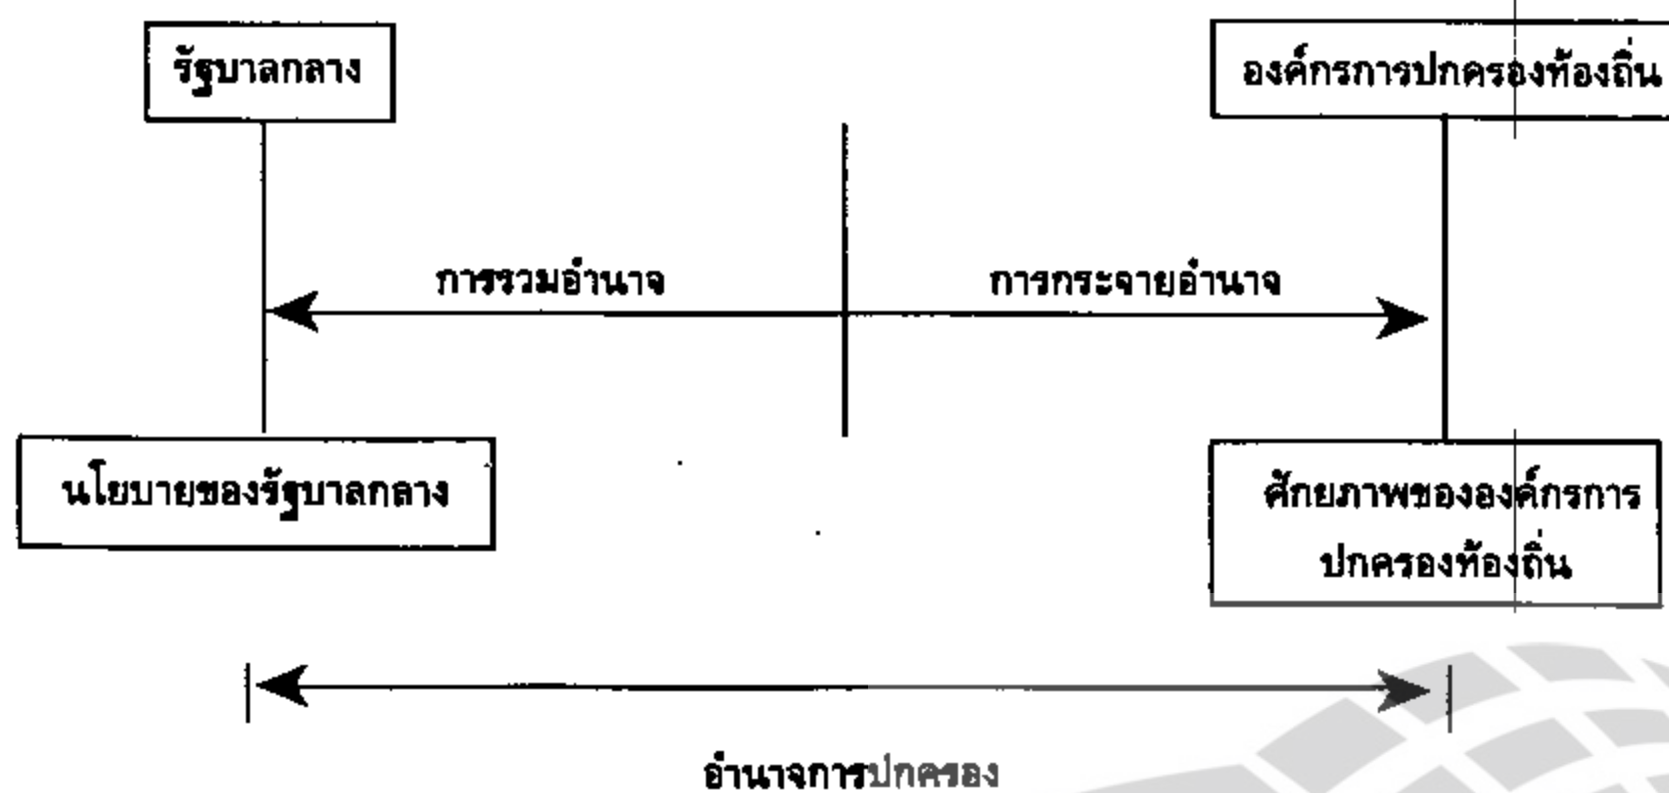 รัฐบาลกลาง
องค์กรการปกครองท้องถิ่น
การรวมอำนาจ
การกระจายอำนาจ
นโยบายของรัฐบาลกลาง
ศักยภาพขององค์กรการ
ปกครองท้องถิ่น
อำนาจการปกครอง